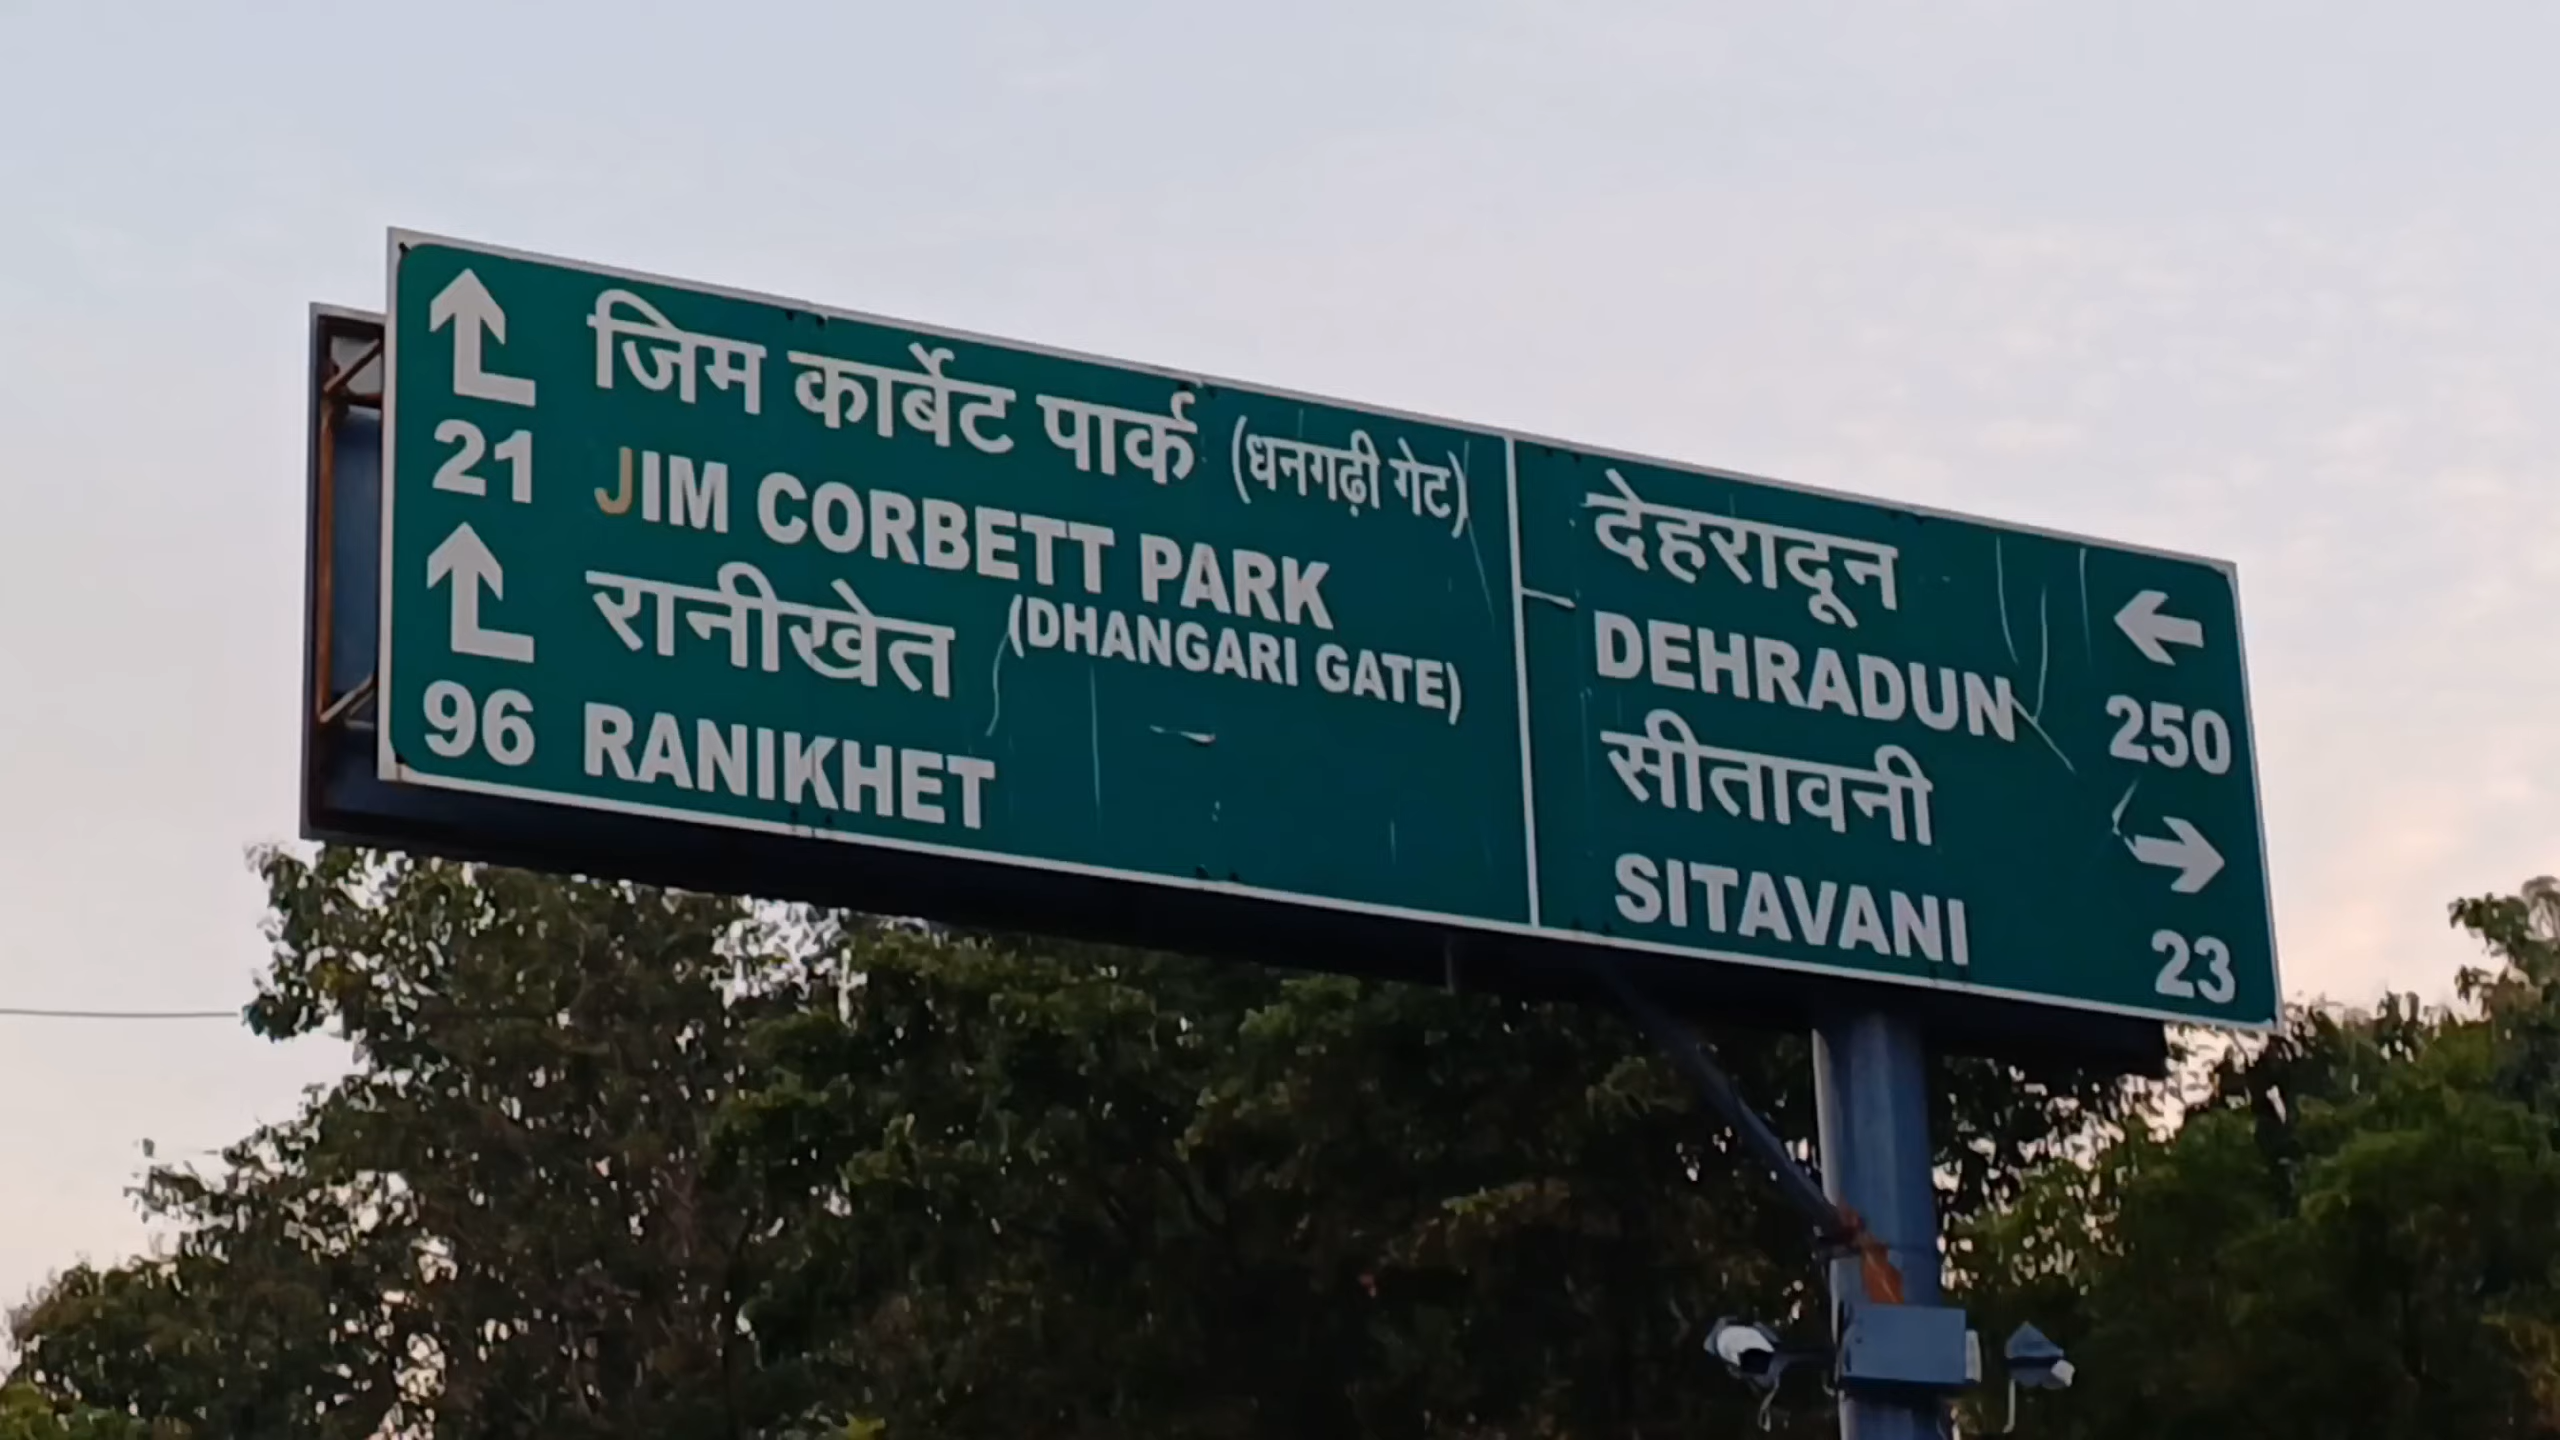 जिम कार्बेट पार्क (धनगढ़ी गेट)
21 JIM CORBETT PARK
(DHANGARI GATE)
रानीखेत
96 RANIKHET
देहरादून
DEHRADUN
250
सीतावनी
SITAVANI
23